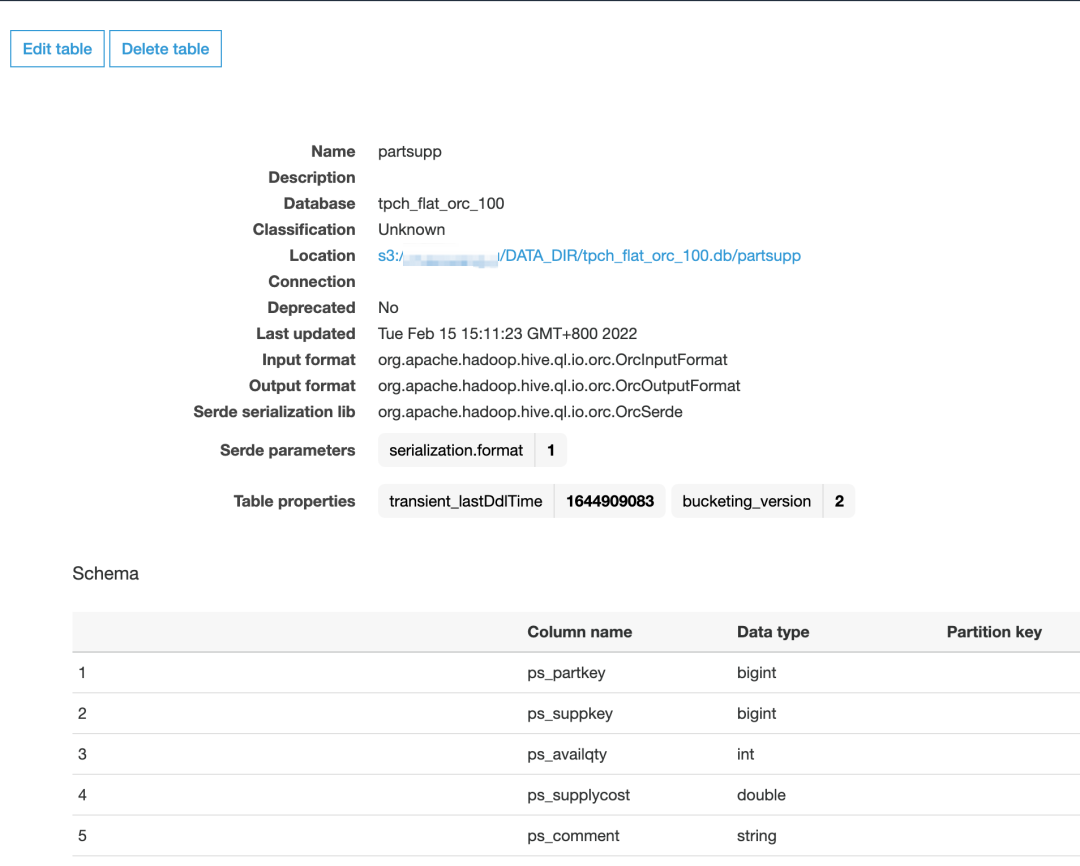 Edit table Delete table
Name partsupp
Description
Database tpch_flat_orc_100
Classification Unknown
Location s3:/ /DATA_DIR/tpch_flat_orc_100.db/partsupp
Connection
Deprecated No
Last updated Tue Feb 15 15:11:23 GMT+800 2022
Input format org.apache.hadoop.hive.ql.io.orc.OrcInputFormat
Output format org.apache.hadoop.hive.ql.io.orc.OrcOutputFormat
Serde serialization lib org.apache.hadoop.hive.ql.io.orc.OrcSerde
Serde parameters serialization.format 1
Table properties transient_lastDdlTime 1644909083 bucketing_version 2
Schema
Column name Data type Partition key
1 ps_partkey bigint
2 ps_suppkey bigint
3 ps_availqty int
4 ps_supplycost double
5 ps_comment string